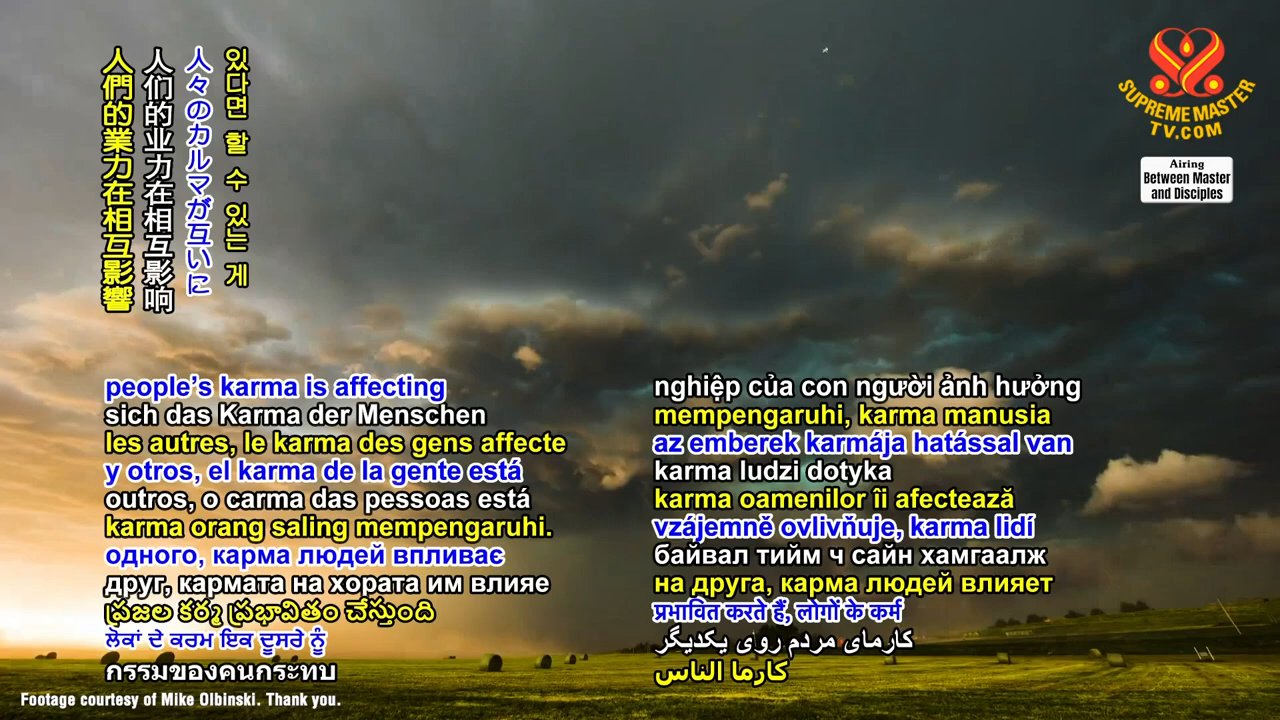 人們的業力在相互影響
人们的业力在相互影响
人々のカルマが互いに
있다면 할 수 있는 게
SUPREME MASTER
TV.COM
Airing
Between Master
and Disciples
people's karma is affecting
sich das Karma der Menschen
les autres, le karma des gens affecte
y otros, el karma de la gente está
outros, o carma das pessoas está
karma orang saling mempengaruhi.
одного, карма людей впливає
друг, кармата на хората им влияе
ప్రజల కర్మ ప్రభావితం చేస్తుంది
ਲੋਕਾਂ ਦੇ ਕਰਮ ਇਕ ਦੂਸਰੇ ਨੂੰ
กรรมของคนกระทบ
nghiệp của con người ảnh hưởng
mempengaruhi, karma manusia
az emberek karmája hatással van
karma ludzi dotyka
karma oamenilor îi afectează
vzájemně ovlivňuje, karma lidí
байвал тийм ч сайн хамгаалж
на друга, карма людей влияет
प्रभावित करते हैं, लोगों के कर्म
کارمای مردم روی یکدیگر
كارما الناس
Footage courtesy of Mike Olbinski. Thank you.